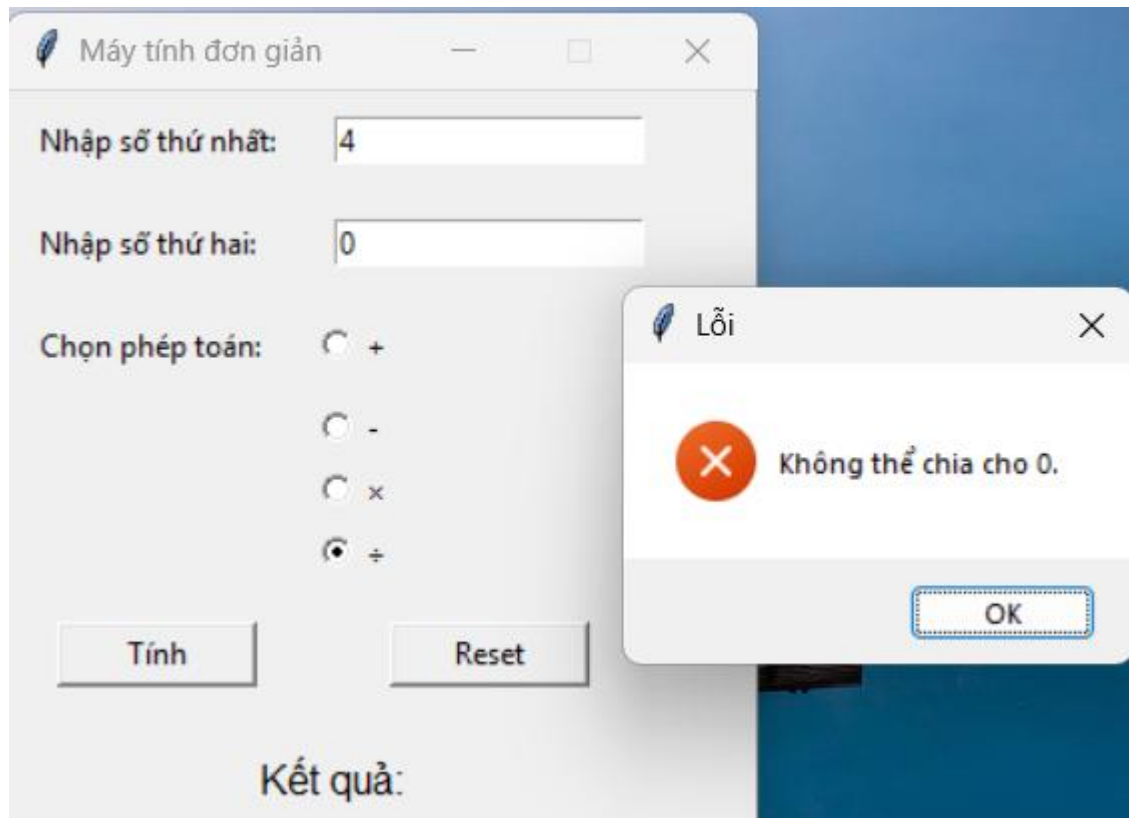 Máy tính đơn giản
Nhập số thứ nhất: 4
Nhập số thứ hai: 0
Chọn phép toán: +
-
×
÷
Tính Reset
Kết quả:
Lỗi
Không thể chia cho 0.
OK